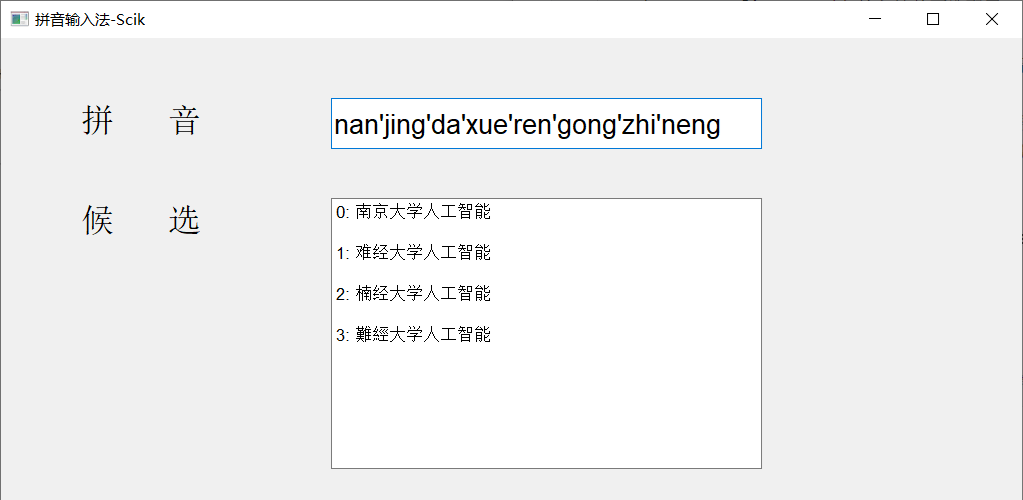 拼音输入法-Scik
拼 音
nan'jing'da'xue'ren'gong'zhi'neng
候 选
0: 南京大学人工智能
1: 难经大学人工智能
2: 楠经大学人工智能
3: 難經大学人工智能